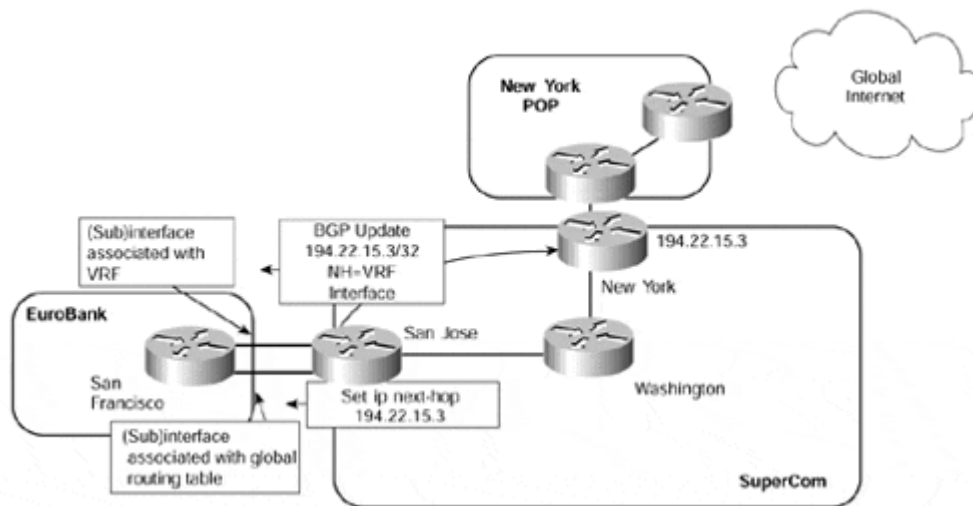 New York
POP
Global
Internet
(Sub)interface
associated with
VRF
BGP Update
194.22.15.3/32
NH=VRF
Interface
194.22.15.3
New York
EuroBank
San Jose
San
Francisco
Washington
Set ip next-hop
194.22.15.3
(Sub)interface
associated with global
routing table
SuperCom